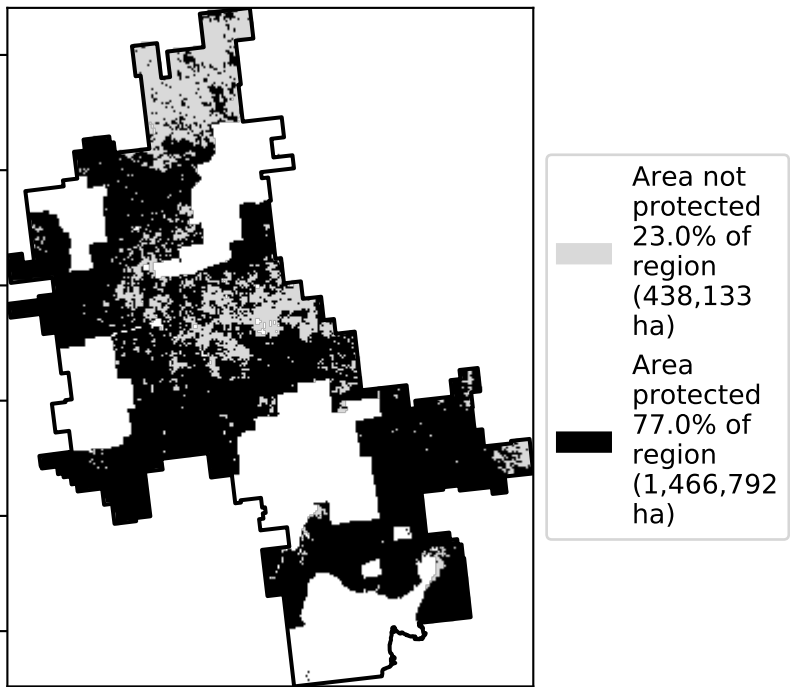 Area not
protected
23.0% of
region
(438,133
ha)
Area
protected
77.0% of
region
(1,466,792
ha)